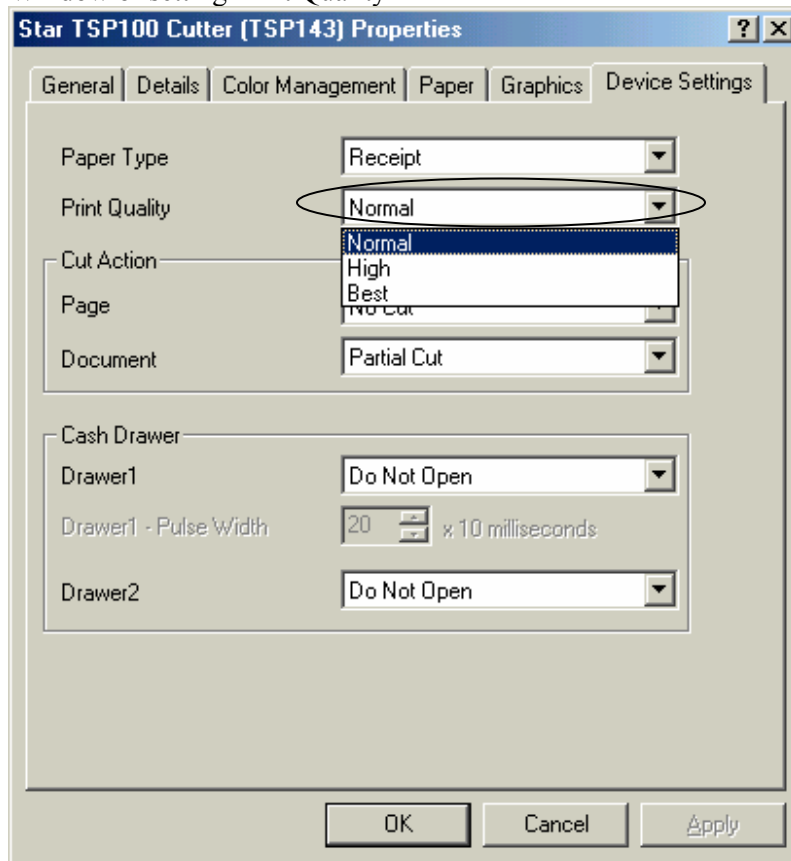 Star TSP100 Cutter (TSP143) Properties
General Details Color Management Paper Graphics Device Settings
Paper Type Receipt
Print Quality Normal
Normal
High
Best
Cut Action
Page No Cut
Document Partial Cut
Cash Drawer
Drawer1 Do Not Open
Drawer1 - Pulse Width 20 x 10 milliseconds
Drawer2 Do Not Open
OK Cancel Apply